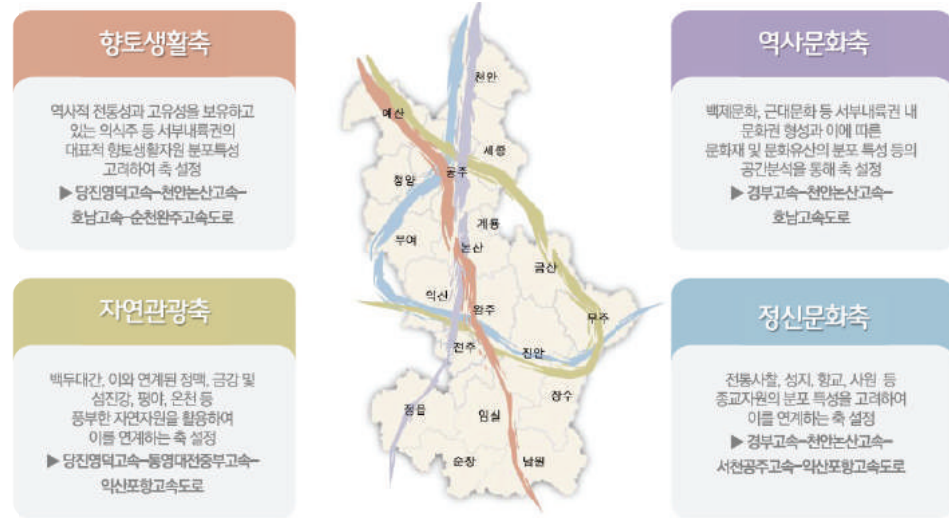 향토생활축
역사적 전통성과 고유성을 보유하고
있는 의식주 등 서부내륙권의
대표적 향토생활자원 분포특성
고려하여 축 설정
▶ 당진영덕고속-천안논산고속-
호남고속-순천완주고속도로
역사문화축
백제문화, 근대문화 등 서부내륙권 내
문화권 형성과 이에 따른
문화재 및 문화유산의 분포 특성 등의
공간분석을 통해 축 설정
▶ 경부고속-천안논산고속-
호남고속도로
천안
예산
세종
공주
청양
계룡
부여
논산
금산
익산
완주
무주
전주
진안
장수
정읍
임실
순창
남원
자연관광축
백두대간, 이와 연계된 정맥, 금강 및
섬진강, 평야, 온천 등
풍부한 자연자원을 활용하여
이를 연계하는 축 설정
▶ 당진영덕고속-통영대전중부고속-
익산포항고속도로
정신문화축
전통사찰, 성지, 향교, 사원 등
종교자원의 분포 특성을 고려하여
이를 연계하는 축 설정
▶ 경부고속-천안논산고속-
서천공주고속-익산포항고속도로